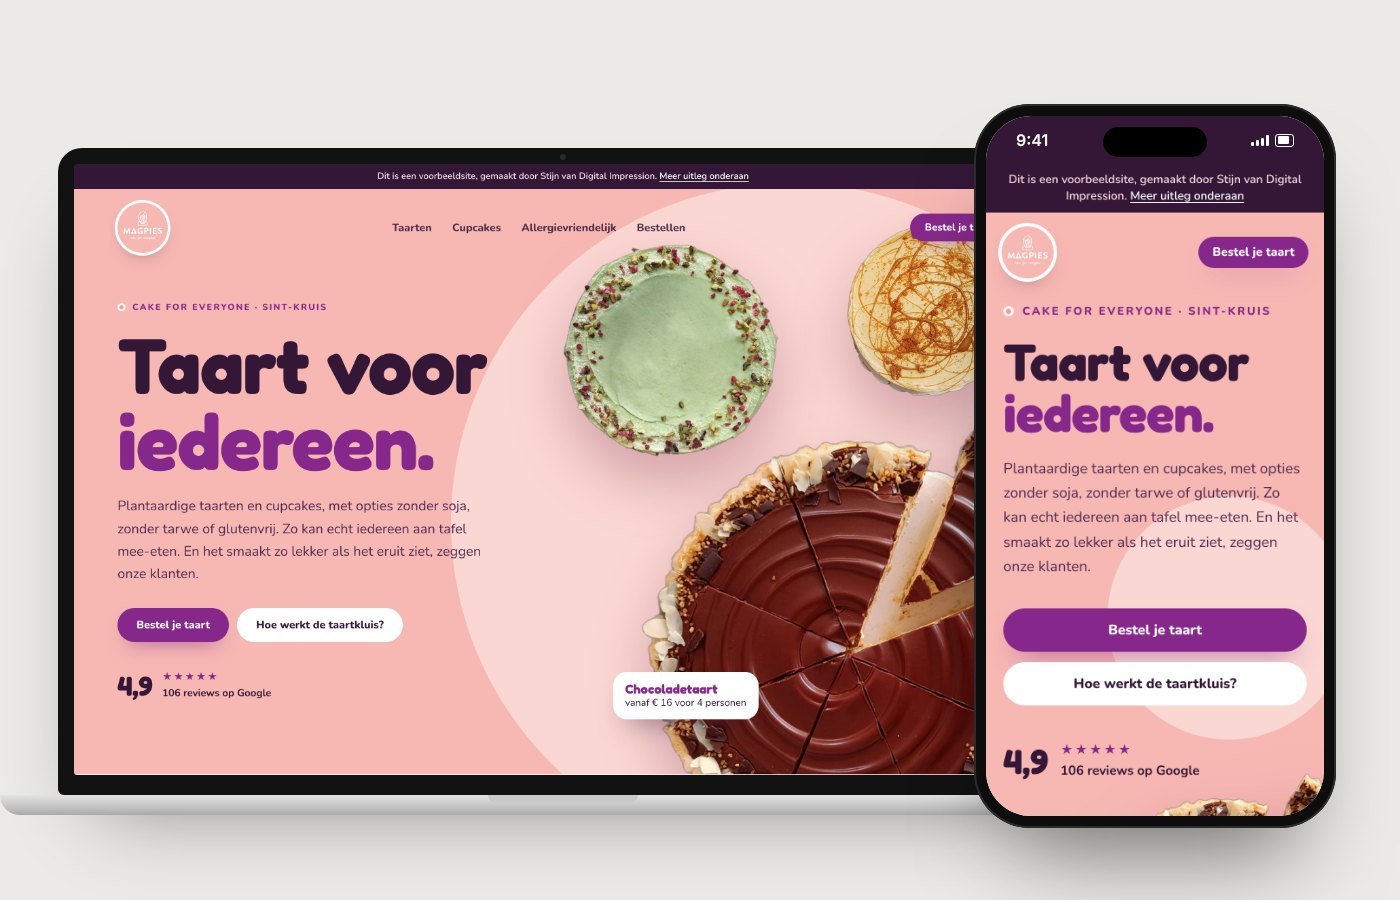 Dit is een voorbeeldsite, gemaakt door Stijn van Digital Impression. Meer uitleg onderaan
MAGPIES
Taarten Cupcakes Allergievriendelijk Bestellen
Bestel je t
CAKE FOR EVERYONE · SINT-KRUIS
Taart voor
iedereen.
Plantaardige taarten en cupcakes, met opties zonder soja,
zonder tarwe of glutenvrij. Zo kan echt iedereen aan tafel
mee-eten. En het smaakt zo lekker als het eruit ziet, zeggen
onze klanten.
Bestel je taart
Hoe werkt de taartkluis?
4,9
★★★★★
106 reviews op Google
Chocoladetaart
vanaf € 16 voor 4 personen
9:41
Dit is een voorbeeldsite, gemaakt door Stijn van Digital
Impression. Meer uitleg onderaan
MAGPIES
Bestel je taart
CAKE FOR EVERYONE · SINT-KRUIS
Taart voor
iedereen.
Plantaardige taarten en cupcakes, met opties
zonder soja, zonder tarwe of glutenvrij. Zo
kan echt iedereen aan tafel mee-eten. En het
smaakt zo lekker als het eruit ziet, zeggen
onze klanten.
Bestel je taart
Hoe werkt de taartkluis?
4,9
★★★★★
106 reviews op Google